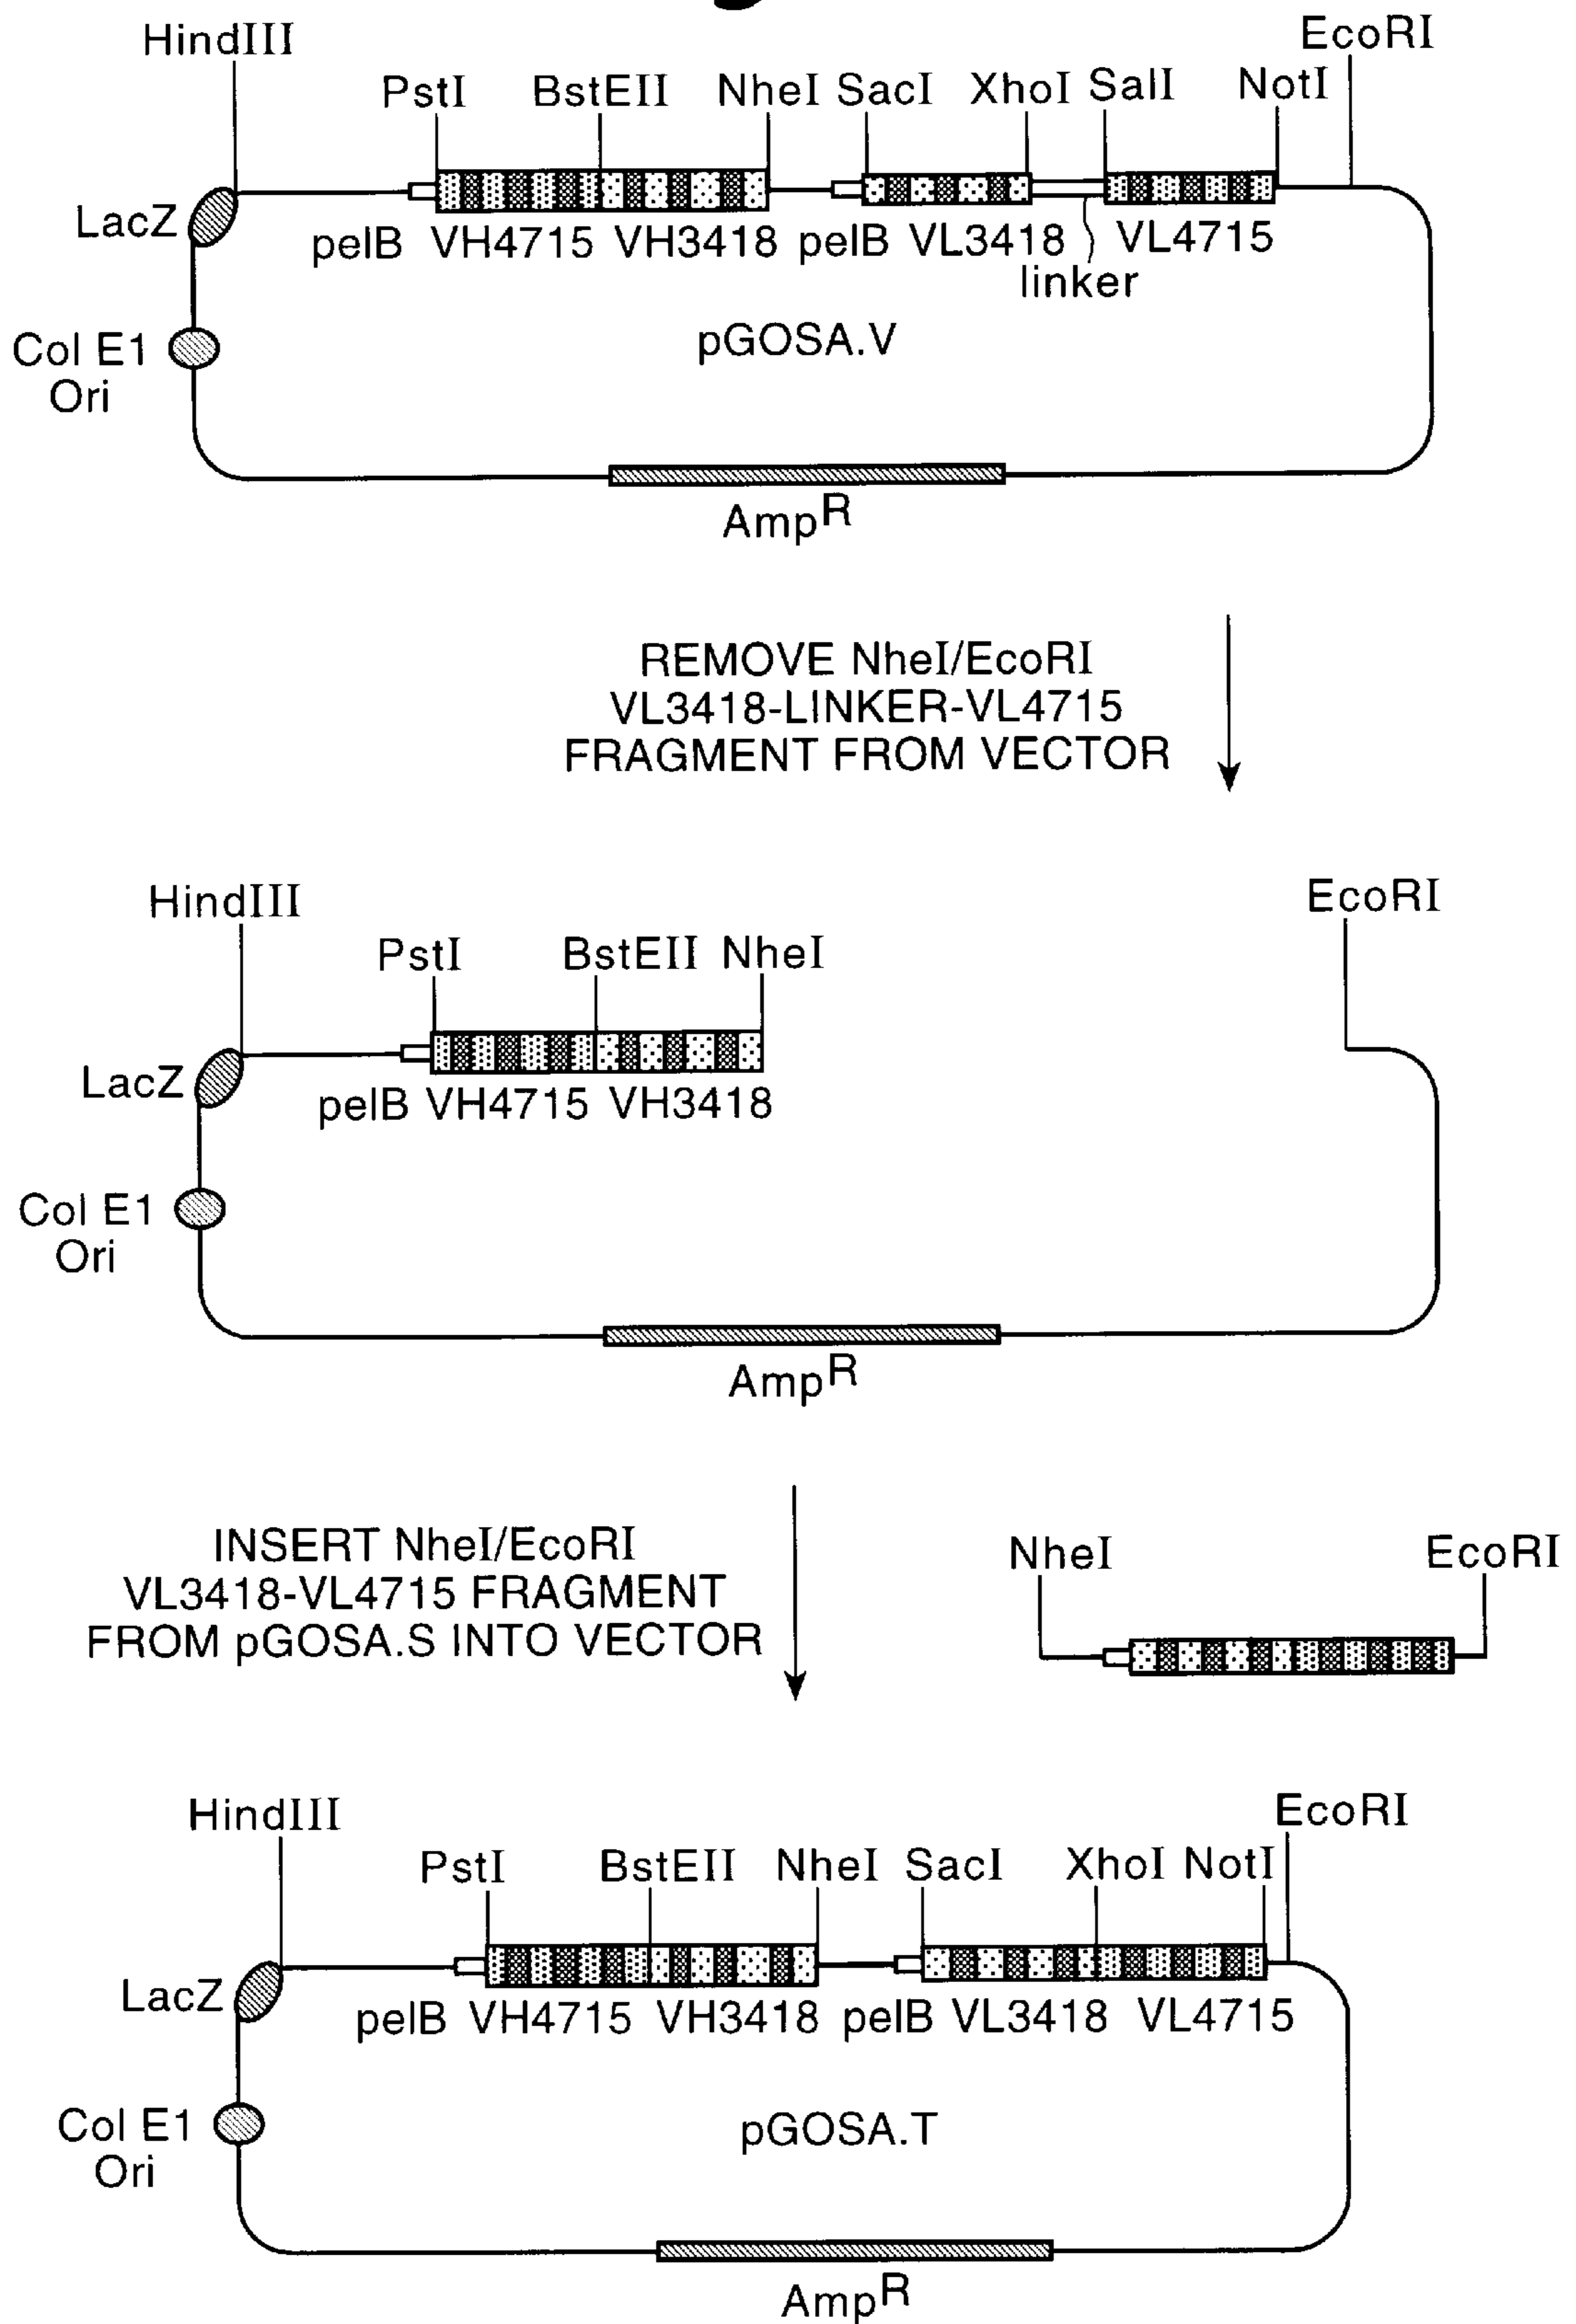 HindIII
EcoRI
PstI BstEII NheI SacI XhoI SalI NotI
LacZ
pelB VH4715 VH3418 pelB VL3418 VL4715
linker
Col E1
Ori
pGOSA.V
AmpR
REMOVE NheI/EcoRI
VL3418-LINKER-VL4715
FRAGMENT FROM VECTOR
HindIII
EcoRI
PstI BstEII NheI
LacZ
pelB VH4715 VH3418
Col E1
Ori
AmpR
INSERT NheI/EcoRI
VL3418-VL4715 FRAGMENT
FROM pGOSA.S INTO VECTOR
NheI
EcoRI
HindIII
EcoRI
PstI BstEII NheI SacI XhoI NotI
LacZ
pelB VH4715 VH3418 pelB VL3418 VL4715
Col E1
Ori
pGOSA.T
AmpR